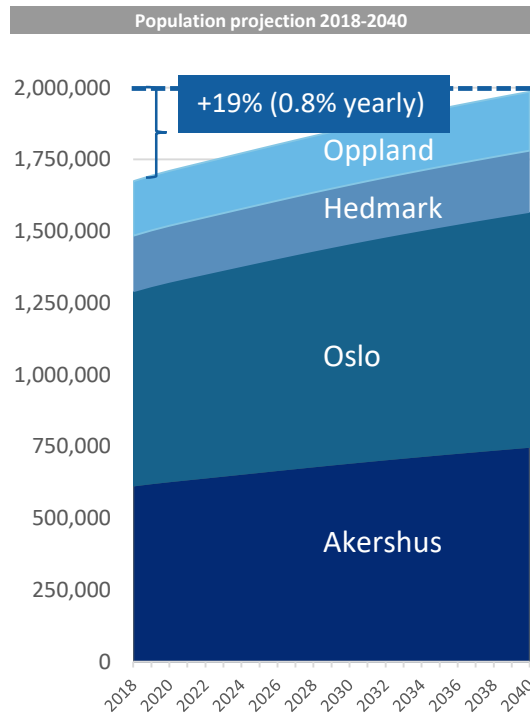 Population projection 2018-2040
2,000,000
+19% (0.8% yearly)
1,750,000
Oppland
Hedmark
1,500,000
1,250,000
Oslo
1,000,000
750,000
500,000
Akershus
250,000
0
2018 2020 2022 2024 2026 2028 2030 2032 2034 2036 2038 2040